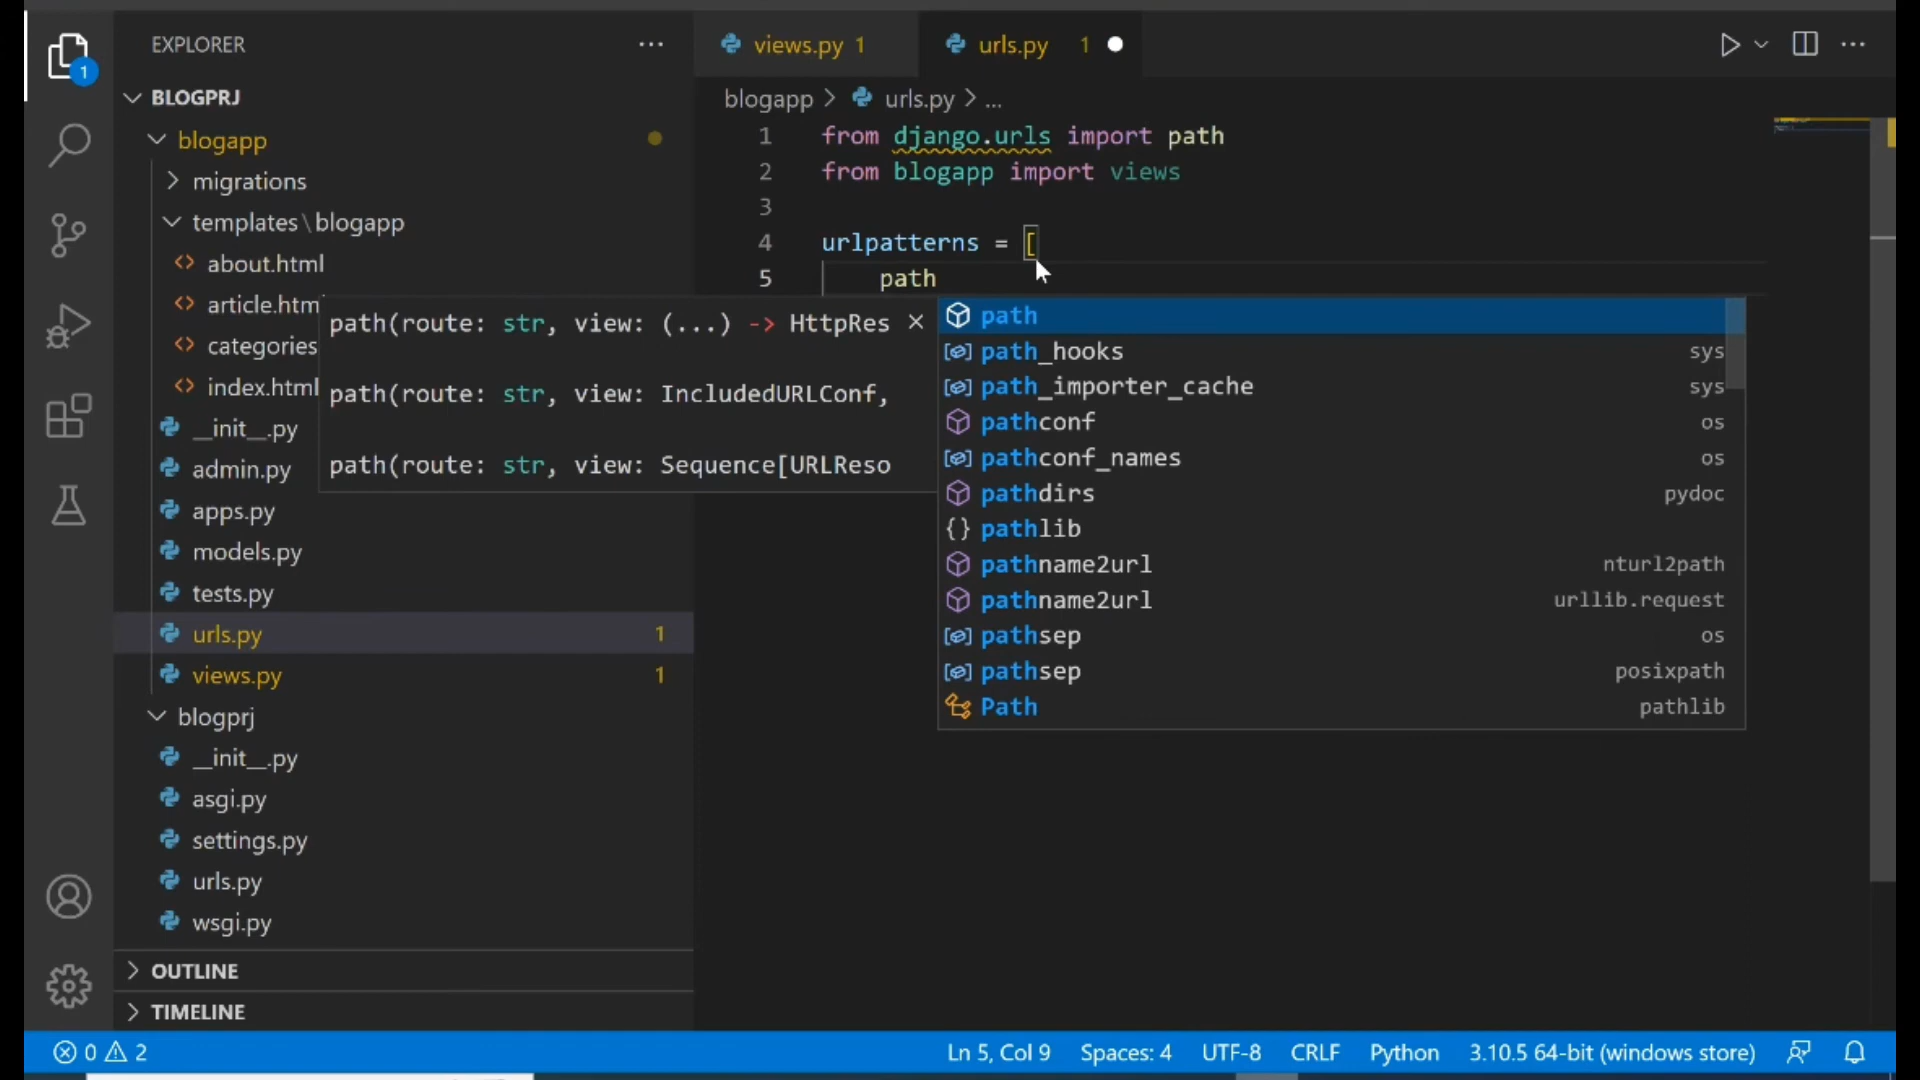 EXPLORER
BLOGPRJ
blogapp
migrations
templates\blogapp
about.html
article.html
categories
index.html
__init__.py
admin.py
apps.py
models.py
tests.py
urls.py 1
views.py 1
blogprj
__init__.py
asgi.py
settings.py
urls.py
wsgi.py
OUTLINE
TIMELINE
1
views.py 1
urls.py 1
blogapp > urls.py > ...
1 from django.urls import path
2 from blogapp import views
3
4 urlpatterns = [
5 path
path(route: str, view: (...) -> HttpRes
path(route: str, view: IncludedURLConf,
path(route: str, view: Sequence[URLReso
path
path_hooks sys
path_importer_cache sys
pathconf os
pathconf_names os
pathdirs pydoc
pathlib
pathname2url nturl2path
pathname2url urllib.request
pathsep os
pathsep posixpath
Path pathlib
0 2
Ln 5, Col 9 Spaces: 4 UTF-8 CRLF Python 3.10.5 64-bit (windows store)